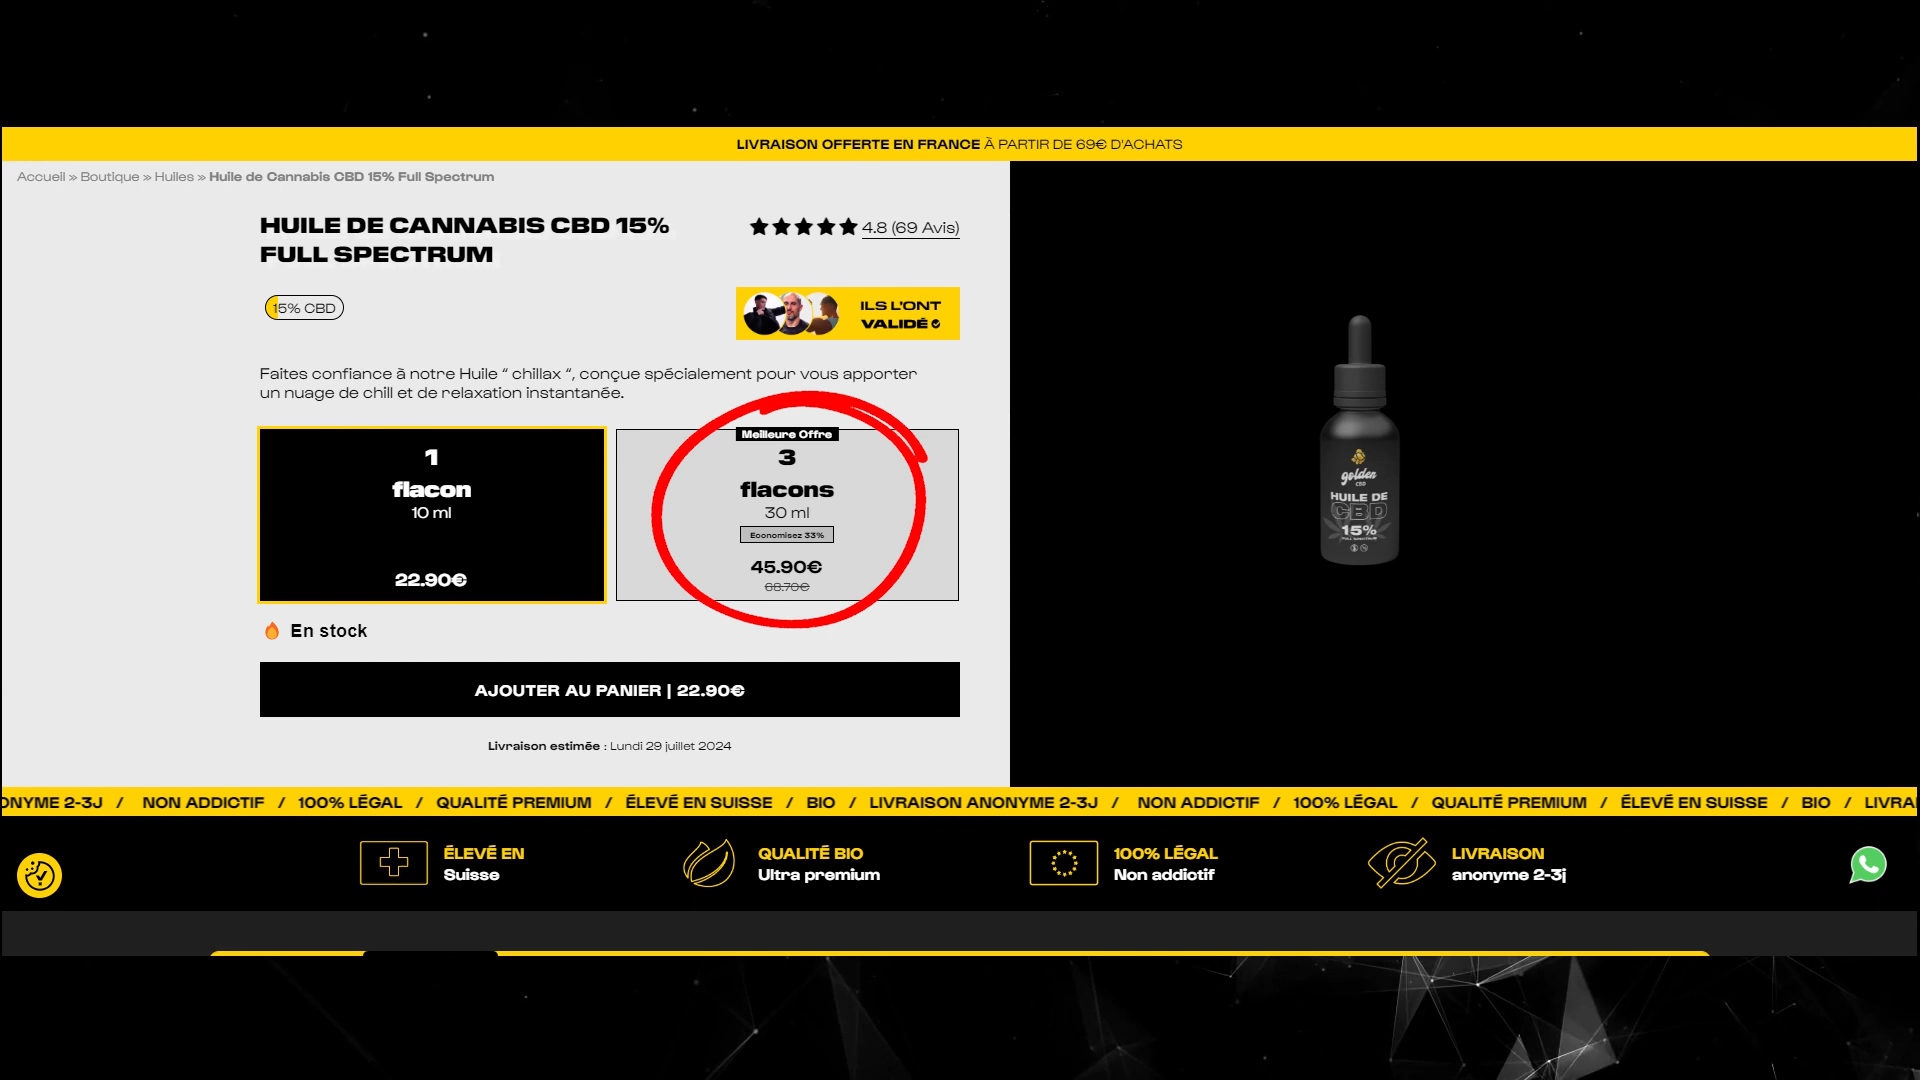 LIVRAISON OFFERTE EN FRANCE À PARTIR DE 69€ D'ACHATS
Accueil » Boutique » Huiles » Huile de Cannabis CBD 15% Full Spectrum
HUILE DE CANNABIS CBD 15%
FULL SPECTRUM
4.8 (69 Avis)
15% CBD
ILS L'ONT
VALIDÉ
Faites confiance à notre Huile “ chillax “, conçue spécialement pour vous apporter
un nuage de chill et de relaxation instantanée.
1
flacon
10 ml
22.90€
Meilleure Offre
3
flacons
30 ml
Economisez 33%
45.90€
68.70€
En stock
AJOUTER AU PANIER | 22.90€
Livraison estimée : Lundi 29 juillet 2024
golden
CBD
HUILE DE
CBD
15%
FULL SPECTRUM
ONYME 2-3J / NON ADDICTIF / 100% LÉGAL / QUALITÉ PREMIUM / ÉLEVÉ EN SUISSE / BIO / LIVRAISON ANONYME 2-3J / NON ADDICTIF / 100% LÉGAL / QUALITÉ PREMIUM / ÉLEVÉ EN SUISSE / BIO / LIVRAI
ÉLEVÉ EN
Suisse
QUALITÉ BIO
Ultra premium
100% LÉGAL
Non addictif
LIVRAISON
anonyme 2-3j